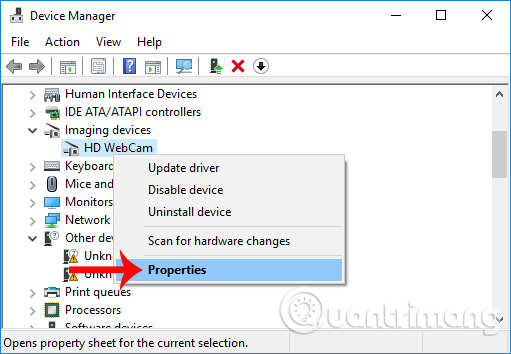 Device Manager
File Action View Help
Human Interface Devices
IDE ATA/ATAPI controllers
Imaging devices
HD WebCam
Keyboard
Update driver
Mice and
Disable device
Monitors
Uninstall device
Network
Other dev
Scan for hardware changes
Unkn
Properties
Unkn
Print queues
Processors
Software devices
Quantrimang
Opens property sheet for the current selection.